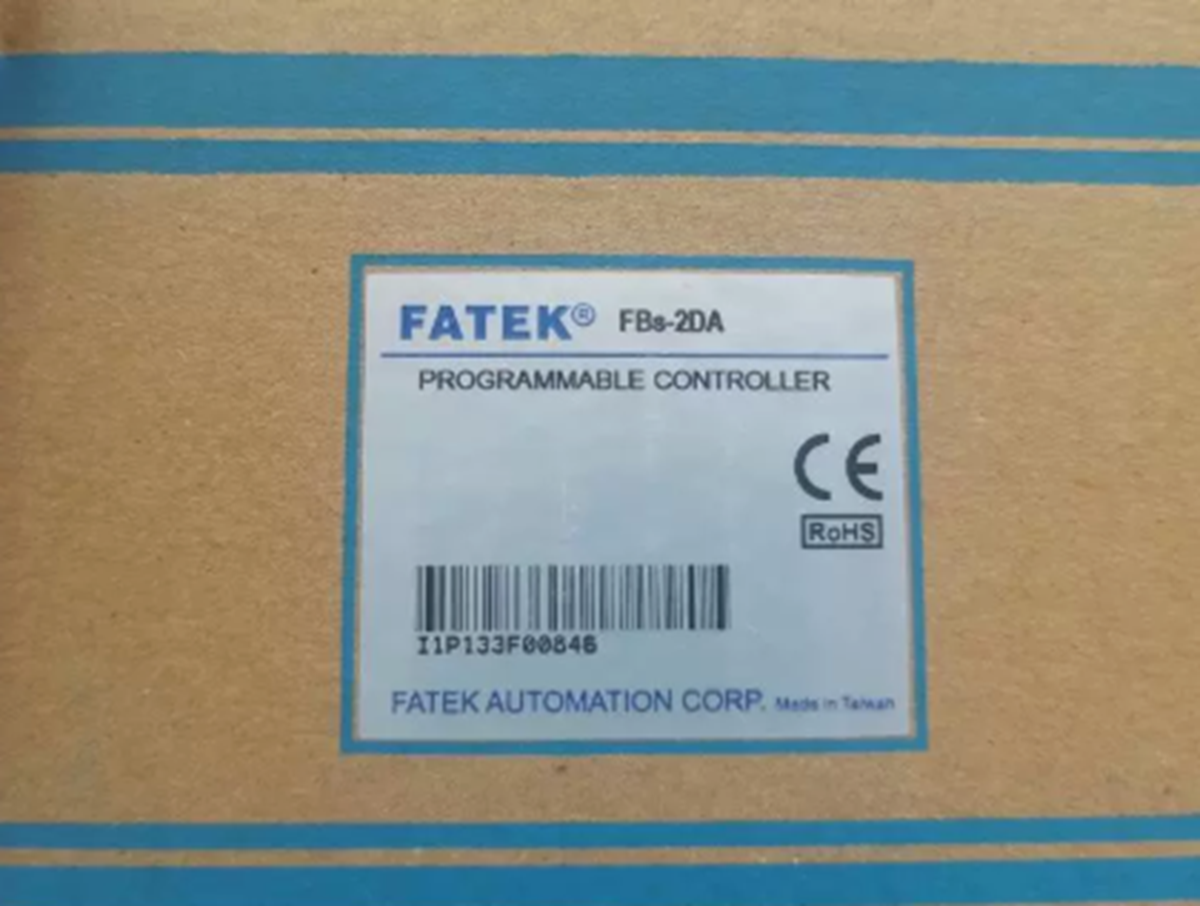 FATEK® FBs-2DA
PROGRAMMABLE CONTROLLER
CE
RoHS
I1P133F00846
FATEK AUTOMATION CORP. Made in Taiwan